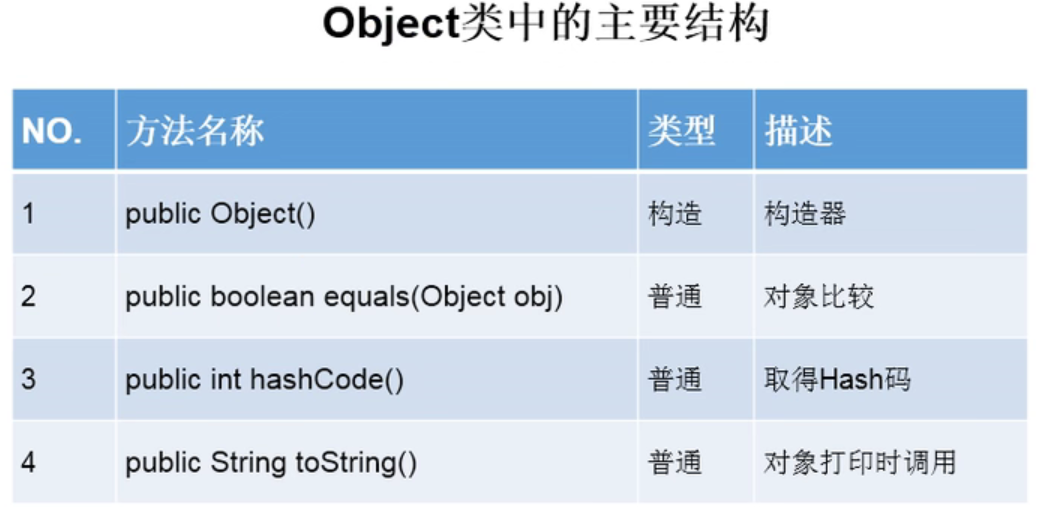 Object类中的主要结构
NO. 方法名称 类型 描述
1 public Object() 构造 构造器
2 public boolean equals(Object obj) 普通 对象比较
3 public int hashCode() 普通 取得Hash码
4 public String toString() 普通 对象打印时调用